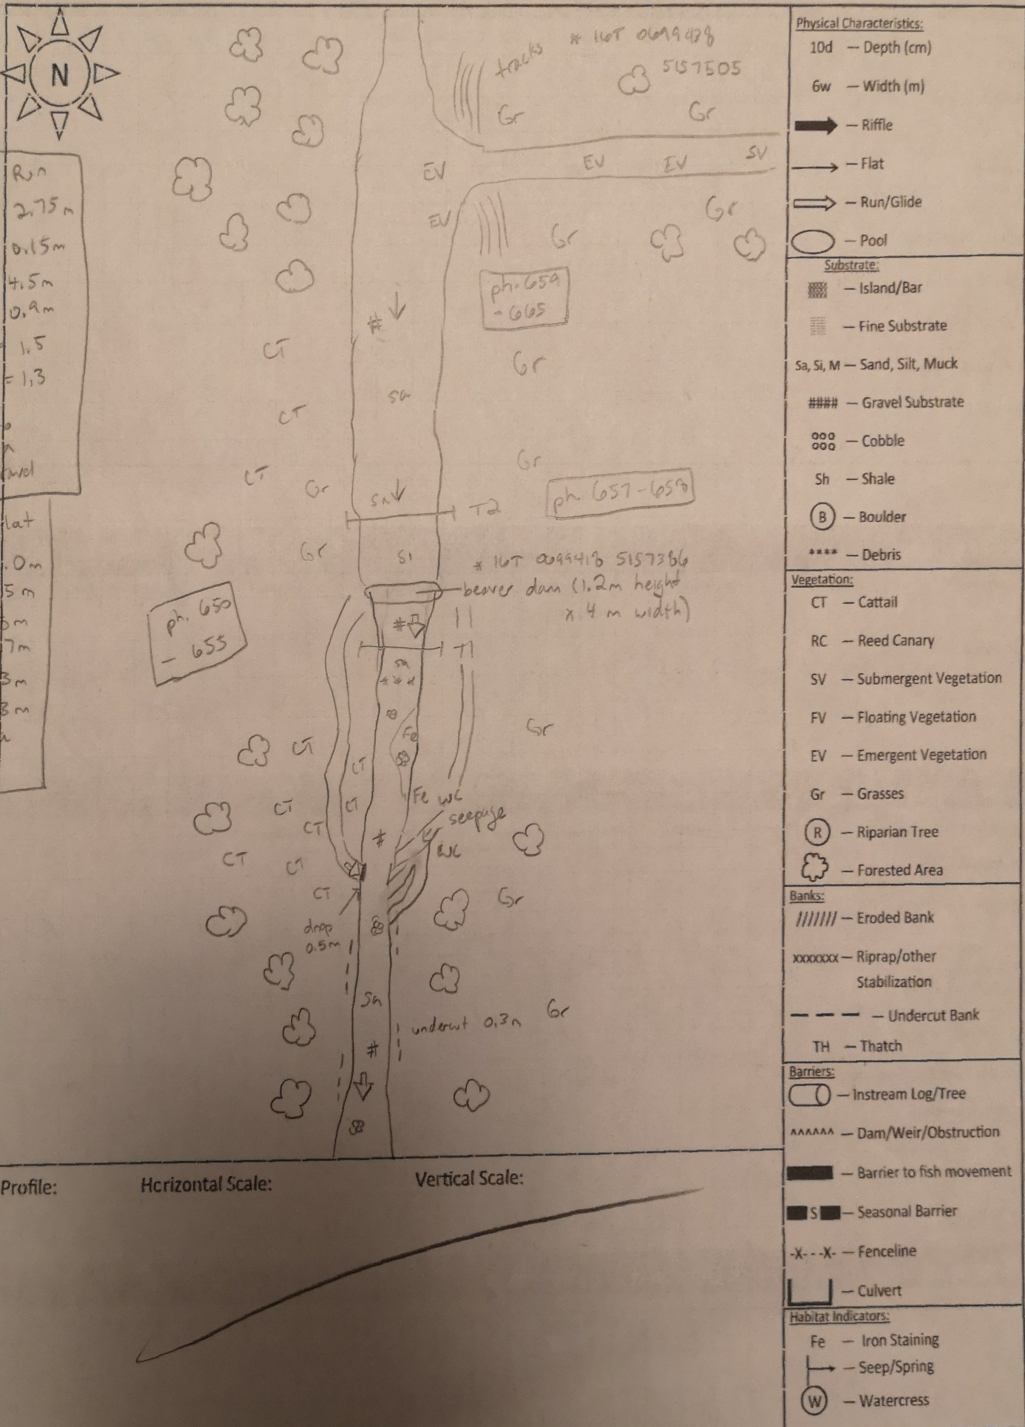 N
Run
2.75m
0.15m
4.5m
0.9m
1.5
= 1.3
lat
.0m
5m
7m
3m
3m
tracks
* 16T 0699428
5157505
Gr
Gr
EV
EV
EV
SV
EV
Gr
Gr
ph. 659
- 665
#
CT
Gr
Sa
CT
CT
Gr
Gr
ph. 657-658
Sa
T2
Gr
Si
* 16T 0699418 5157386
beaver dam (1.2m height
x 4 m width)
ph. 650
- 655
#
T1
Sa
***
Gr
CT
Fe
CT
CT
CT
Fe
WC
seepage
CT
#
WC
CT
CT
CT
Gr
drop
0.5m
Sa
undercut 0.3m
Gr
#
Profile:
Horizontal Scale:
Vertical Scale:
Physical Characteristics:
10d — Depth (cm)
6w — Width (m)
— Riffle
— Flat
— Run/Glide
— Pool
Substrate:
— Island/Bar
— Fine Substrate
Sa, Si, M — Sand, Silt, Muck
#### — Gravel Substrate
— Cobble
Sh — Shale
B — Boulder
**** — Debris
Vegetation:
CT — Cattail
RC — Reed Canary
SV — Submergent Vegetation
FV — Floating Vegetation
EV — Emergent Vegetation
Gr — Grasses
R — Riparian Tree
— Forested Area
Banks:
/////// — Eroded Bank
xxxxxxx — Riprap/other
Stabilization
— — — — Undercut Bank
TH — Thatch
Barriers:
— Instream Log/Tree
^^^^^^ — Dam/Weir/Obstruction
— Barrier to fish movement
S — Seasonal Barrier
-X- - -X- — Fenceline
— Culvert
Habitat Indicators:
Fe — Iron Staining
— Seep/Spring
W — Watercress